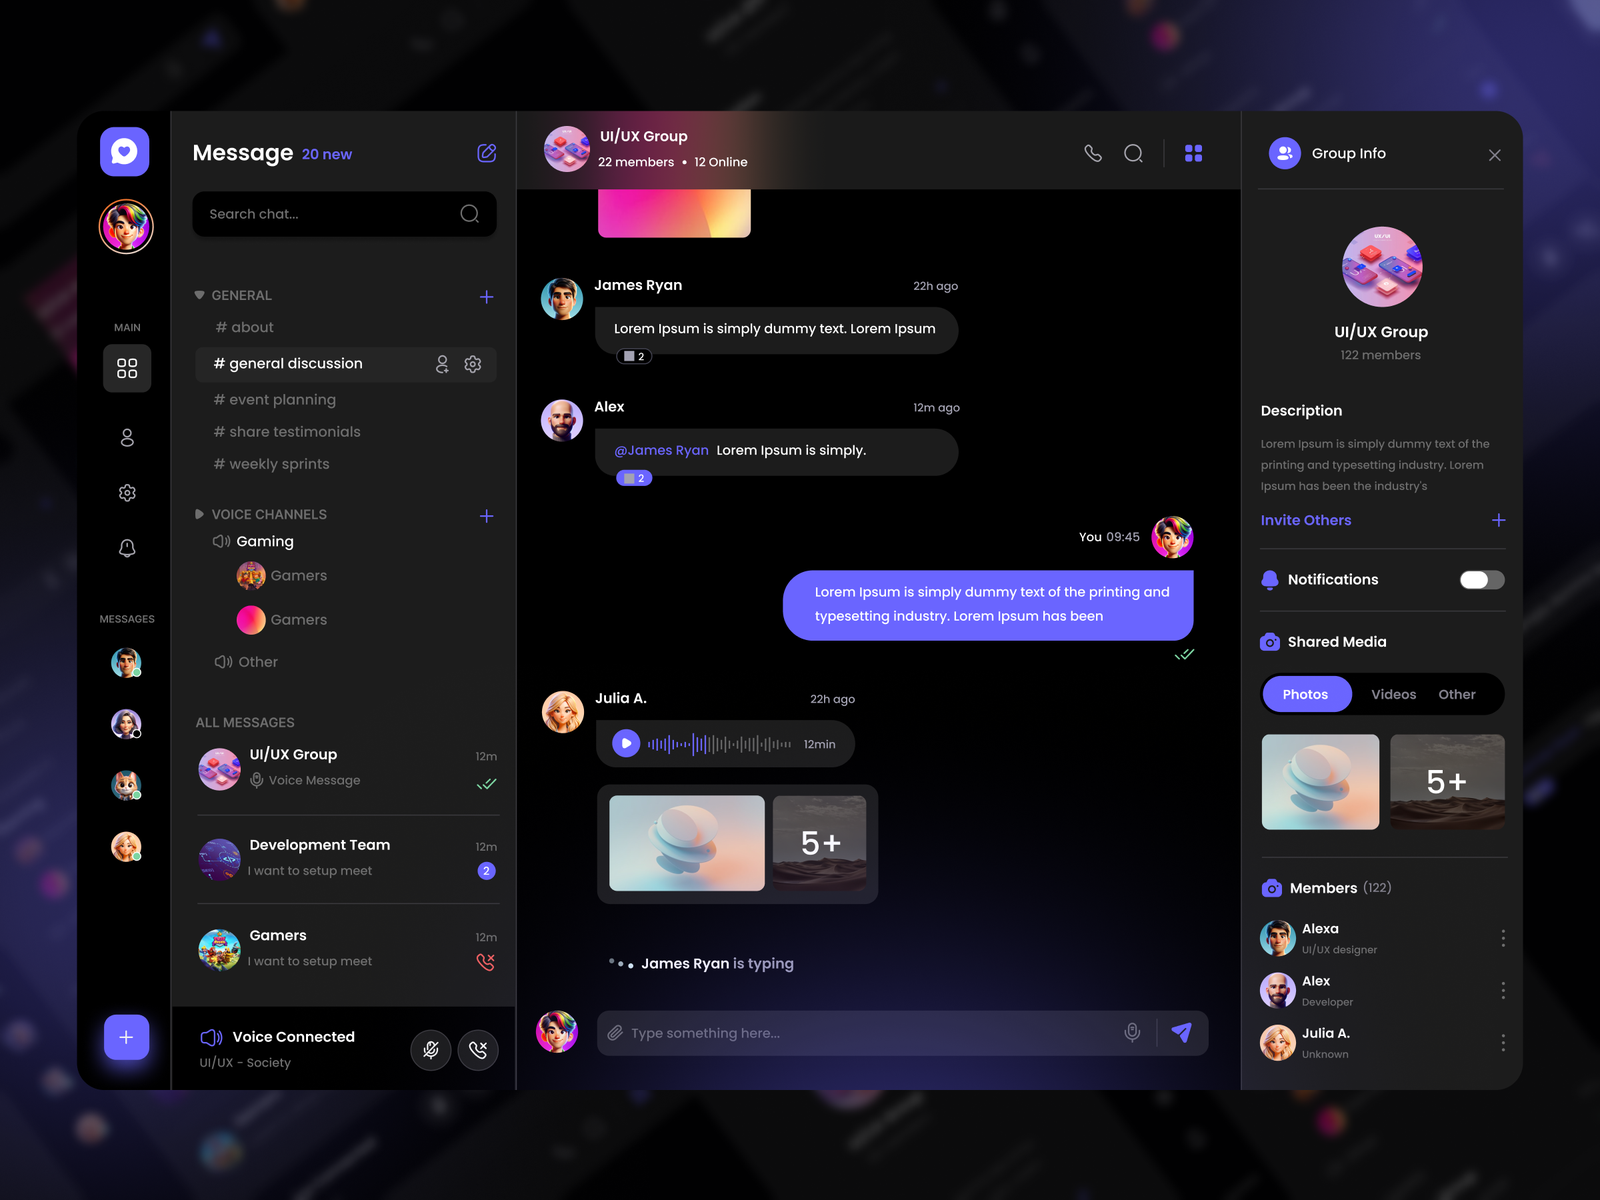 Message 20 new
Search chat...
MAIN
MESSAGES
GENERAL
# about
# general discussion
# event planning
# share testimonials
# weekly sprints
VOICE CHANNELS
Gaming
Gamers
Gamers
Other
ALL MESSAGES
UI/UX Group
12m
Voice Message
Development Team
12m
I want to setup meet
2
Gamers
12m
I want to setup meet
Voice Connected
UI/UX - Society
UI/UX Group
22 members • 12 Online
James Ryan
22h ago
Lorem Ipsum is simply dummy text. Lorem Ipsum
2
Alex
12m ago
@James Ryan Lorem Ipsum is simply.
2
You 09:45
Lorem Ipsum is simply dummy text of the printing and
typesetting industry. Lorem Ipsum has been
Julia A.
22h ago
12min
5+
James Ryan is typing
Type something here...
Group Info
UI/UX Group
122 members
Description
Lorem Ipsum is simply dummy text of the
printing and typesetting industry. Lorem
Ipsum has been the industry's
Invite Others
Notifications
Shared Media
Photos
Videos
Other
5+
Members (122)
Alexa
UI/UX designer
Alex
Developer
Julia A.
Unknown